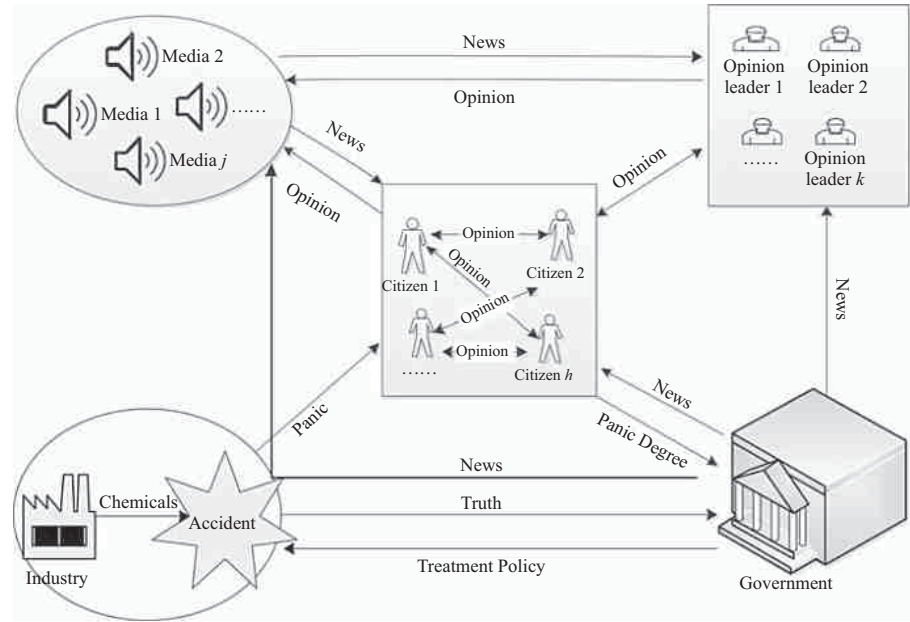 Media 2
Media 1
……
Media j
News
Opinion
Opinion
leader 1
Opinion
leader 2
……
Opinion
leader k
News
Opinion
Opinion
Citizen 1
Opinion
Citizen 2
Opinion
Opinion
……
Opinion
Citizen h
News
News
Panic Degree
Panic
News
Chemicals
Accident
Industry
Truth
Treatment Policy
Government